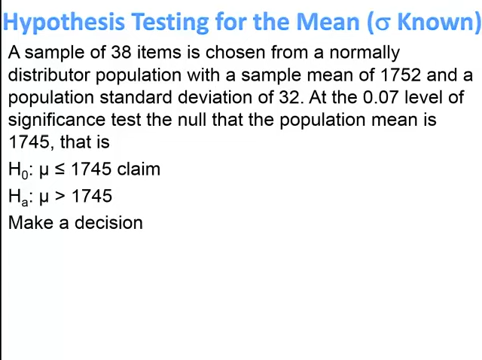 Hypothesis Testing for the Mean (σ Known)
A sample of 38 items is chosen from a normally
distributor population with a sample mean of 1752 and a
population standard deviation of 32. At the 0.07 level of
significance test the null that the population mean is
1745, that is
H₀: μ ≤ 1745 claim
Hₐ: μ > 1745
Make a decision